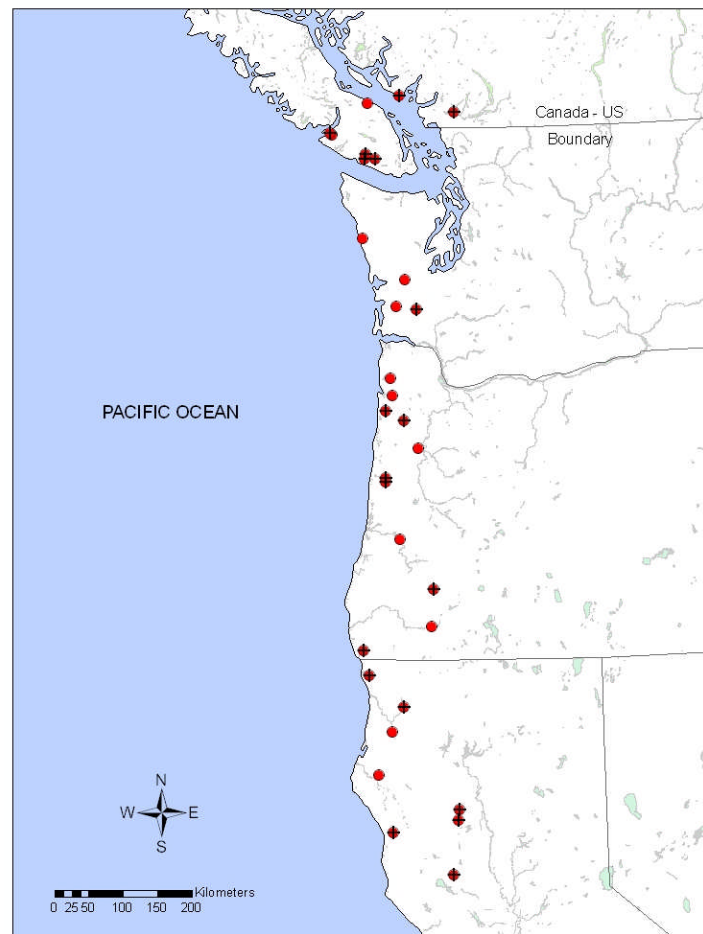 Canada - US
Boundary
PACIFIC OCEAN
N
W E
S
Kilometers
0 25 50 100 150 200